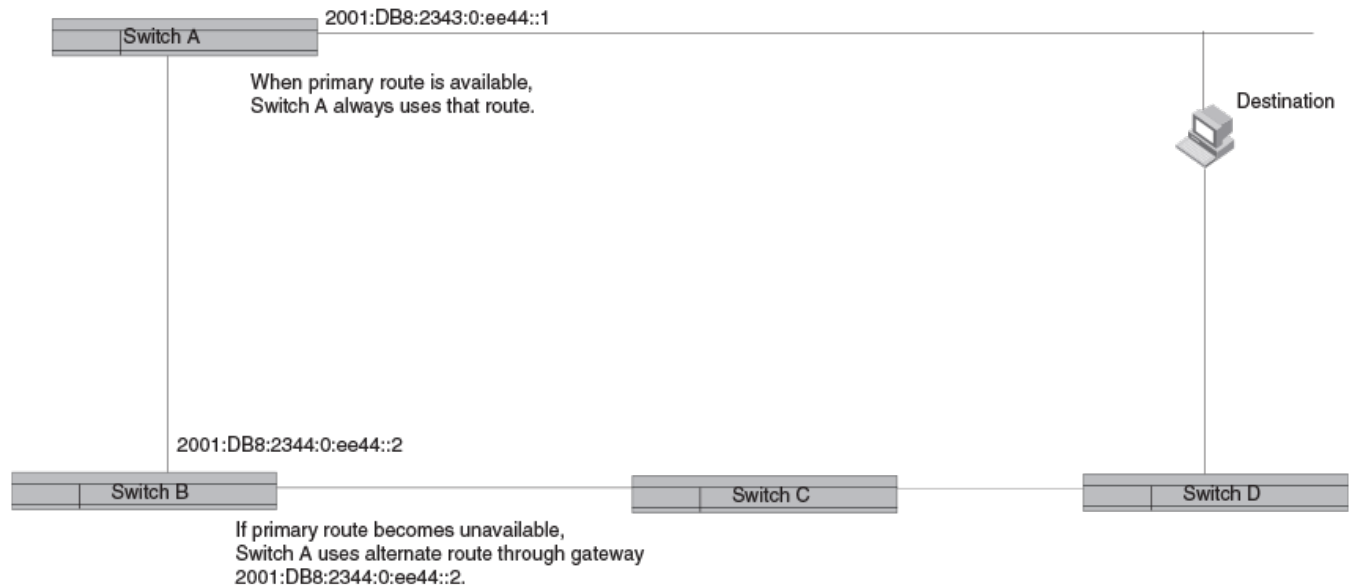 2001:DB8:2343:0:ee44::1
Switch A
When primary route is available,
Switch A always uses that route.
Destination
2001:DB8:2344:0:ee44::2
Switch B
Switch C
Switch D
If primary route becomes unavailable,
Switch A uses alternate route through gateway
2001:DB8:2344:0:ee44::2.